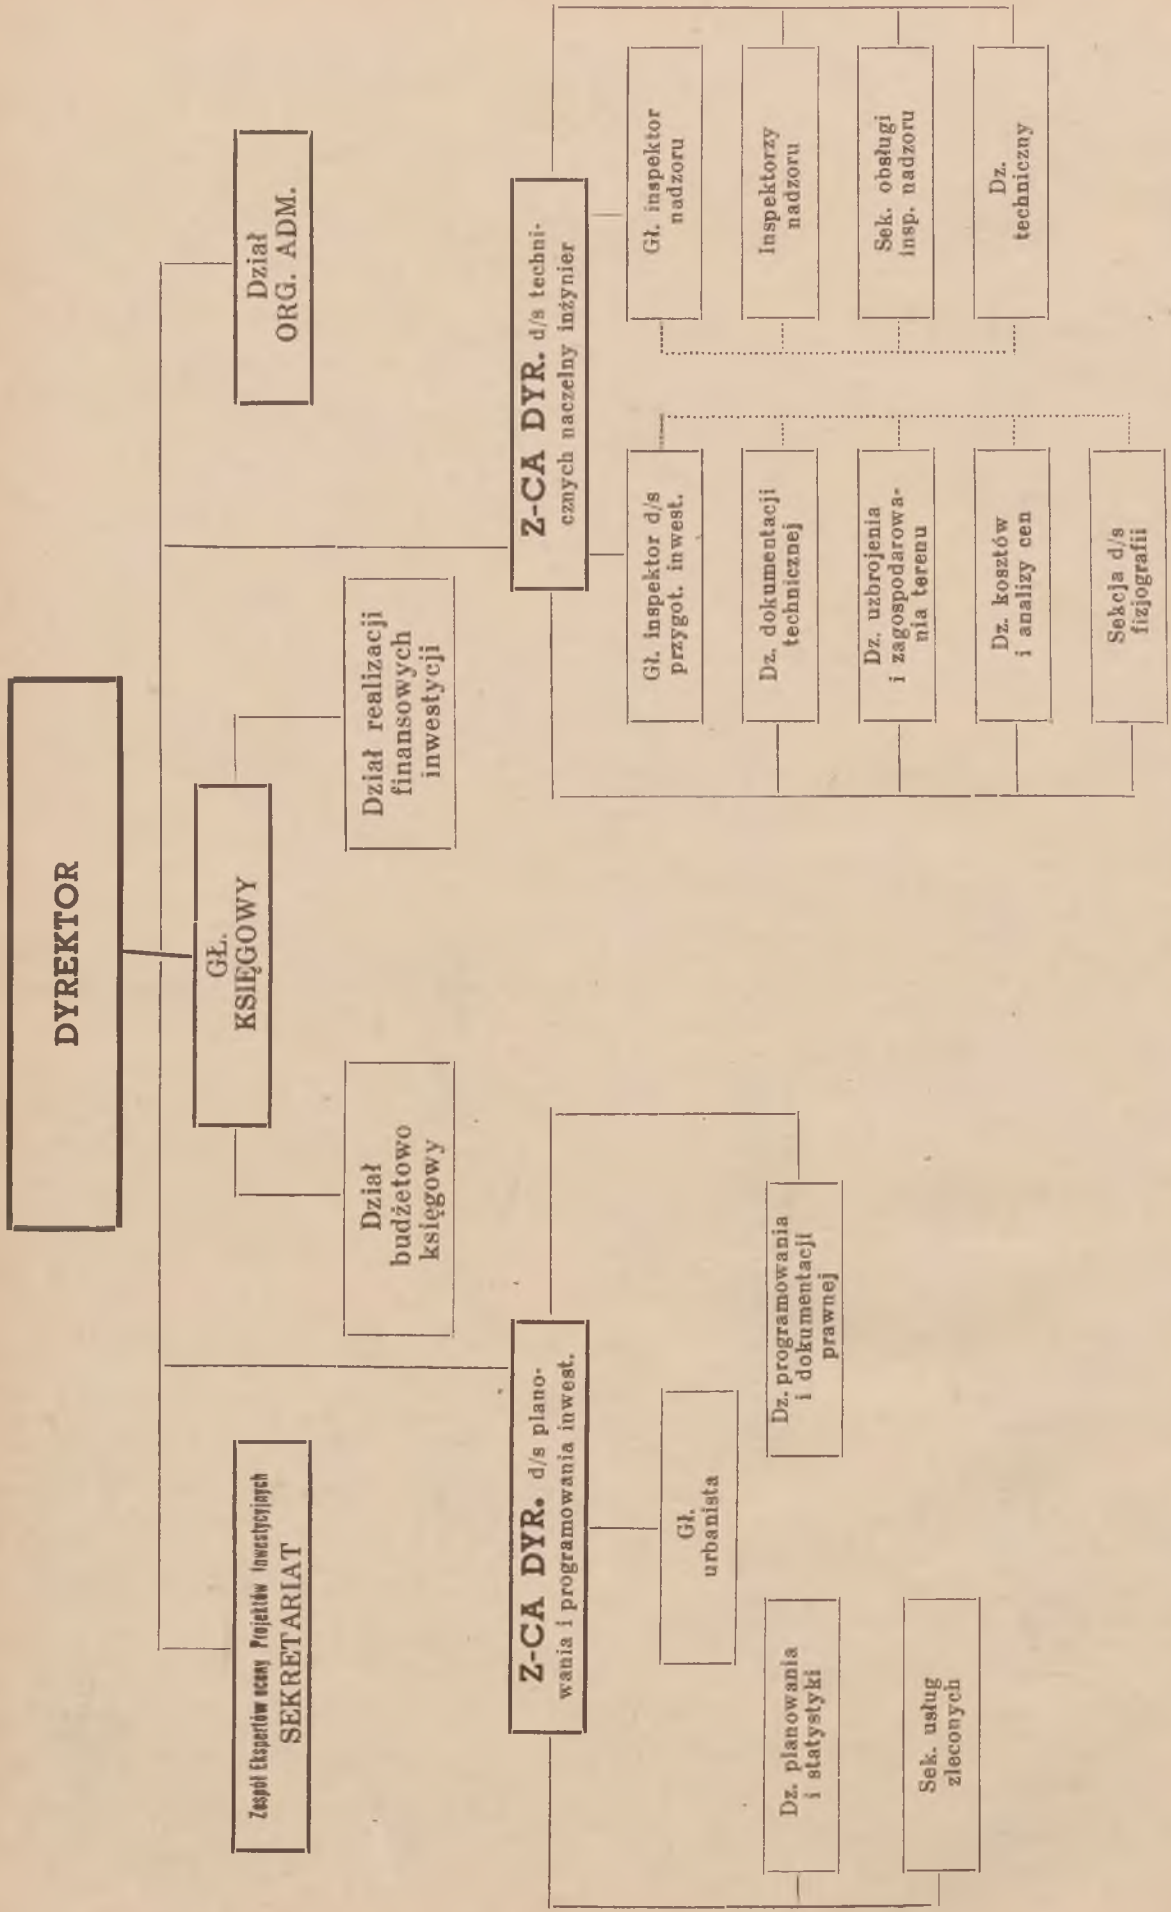 DYREKTOR
GŁ.
KSIĘGOWY
Zespół Ekspertów oceny Projektów Inwestycyjnych
SEKRETARIAT
Dział
ORG. ADM.
Dział
budżetowo
księgowy
Dział realizacji
finansowych
inwestycji
Z-CA DYR. d/s plano-
wania i programowania inwest.
Z-CA DYR. d/s techni-
cznych naczelny inżynier
Gł.
urbanista
Dz. planowania
i statystyki
Dz. programowania
i dokumentacji
prawnej
Sek. usług
zleconych
Gł. inspektor d/s
przygot. inwest.
Dz. dokumentacji
technicznej
Dz. uzbrojenia
i zagospodarowa-
nia terenu
Dz. kosztów
i analizy cen
Sekcja d/s
fizjografii
Gł. inspektor
nadzoru
Inspektorzy
nadzoru
Sek. obsługi
insp. nadzoru
Dz.
techniczny